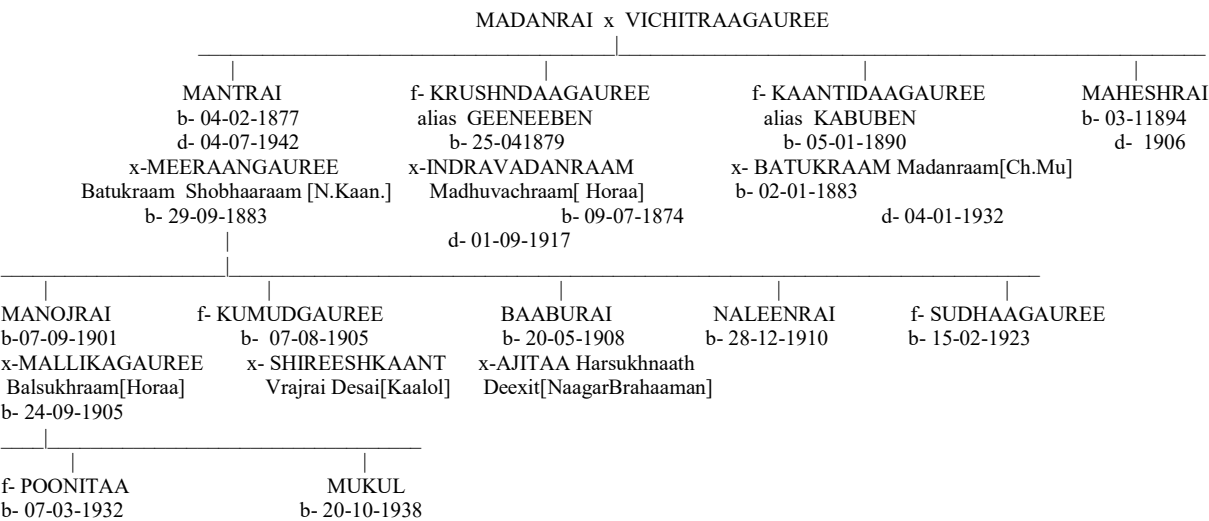 MADANRAI x VICHITRAAGAUREE
MANTRAI f- KRUSHNDAAGAUREE f- KAANTIDAAGAUREE MAHESHRAI
b- 04-02-1877 alias GEENEEBEN alias KABUBEN b- 03-11894
d- 04-07-1942 b- 25-041879 b- 05-01-1890 d- 1906
x-MEERAANGAUREE x-INDRAVADANRAAM x- BATUKRAAM Madanraam[Ch.Mu]
Batukraam Shobhaaraam [N.Kaan.] Madhuvachraam[ Horaa] b- 02-01-1883
b- 29-09-1883 b- 09-07-1874 d- 04-01-1932
d- 01-09-1917
MANOJRAI f- KUMUDGAUREE BAABURAI NALEENRAI f- SUDHAAGAUREE
b-07-09-1901 b- 07-08-1905 b- 20-05-1908 b- 28-12-1910 b- 15-02-1923
x-MALLIKAGAUREE x- SHIREESHKAANT x-AJITAA Harsukhnaath
Balsukhraam[Horaa] Vrajrai Desai[Kaalol] Deexit[NaagarBrahaaman]
b- 24-09-1905
f- POONITAA MUKUL
b- 07-03-1932 b- 20-10-1938